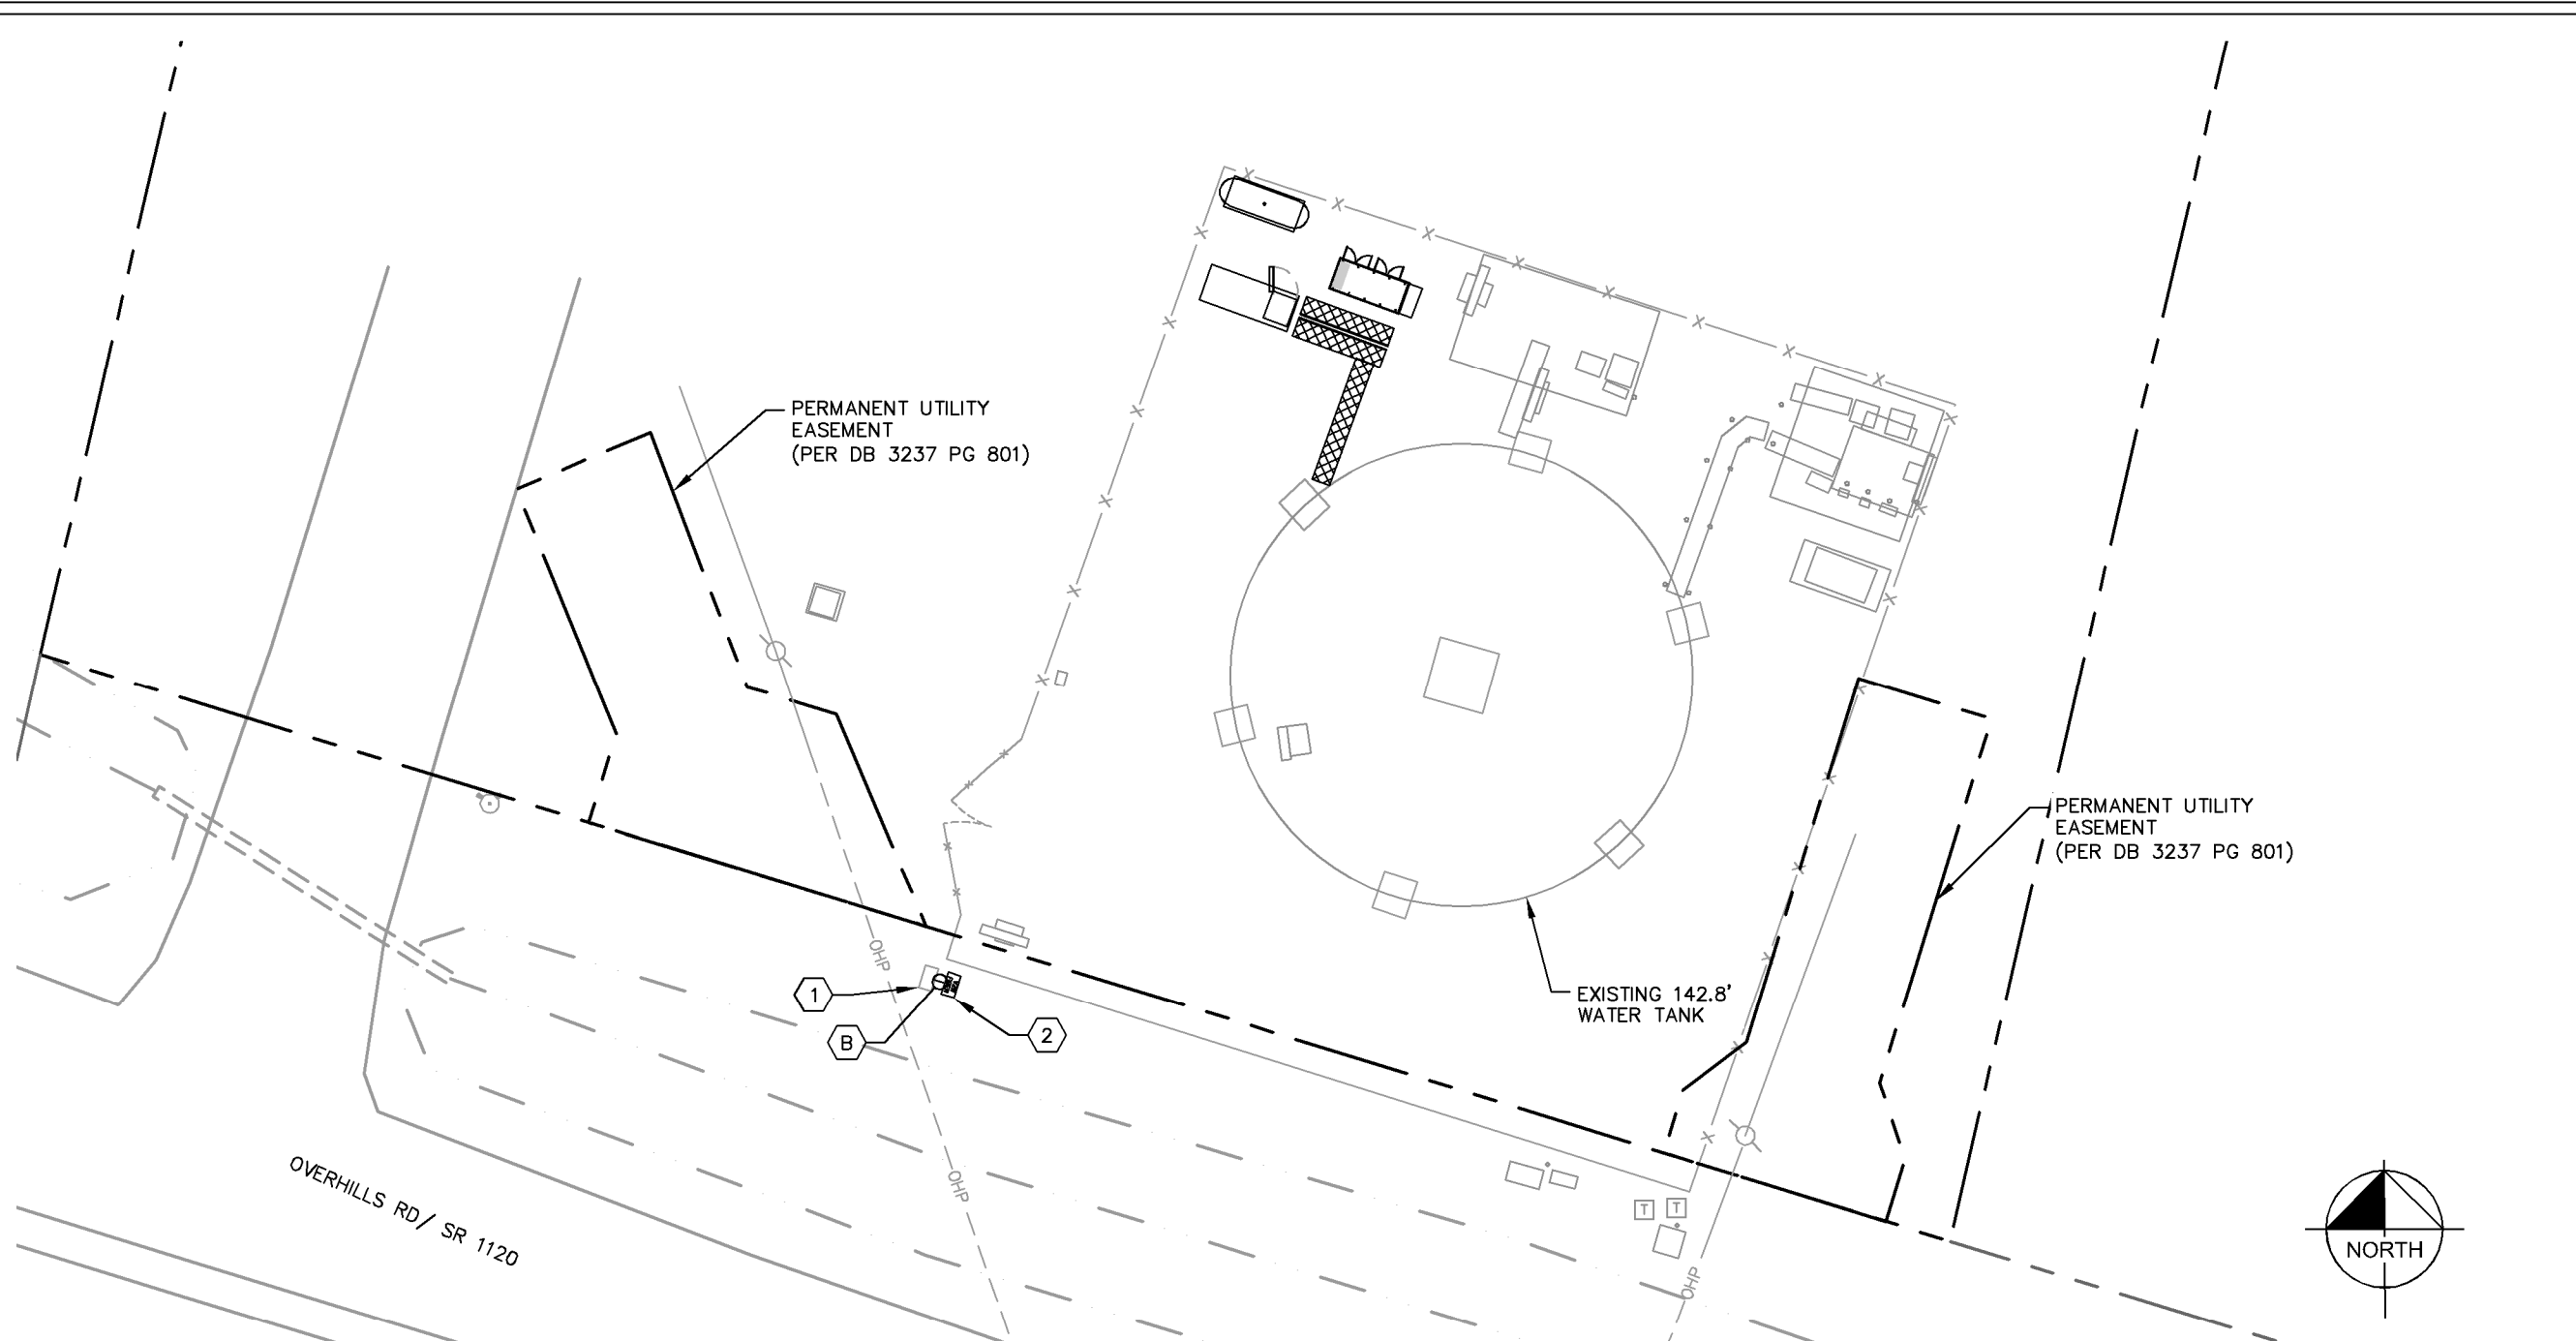 PERMANENT UTILITY
EASEMENT
(PER DB 3237 PG 801)
PERMANENT UTILITY
EASEMENT
(PER DB 3237 PG 801)
OHP
1
B
2
EXISTING 142.8'
WATER TANK
OVERHILLS RD/ SR 1120
OHP
T
T
OHP
NORTH